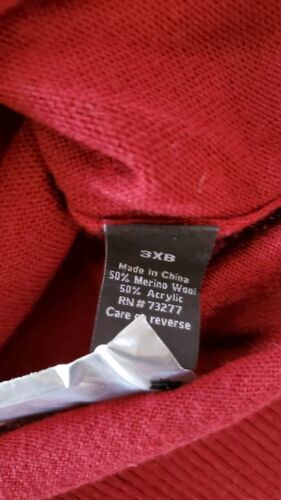 3XB
Made in China
50% Merino Wool
50% Acrylic
RN# 73277
Care on reverse